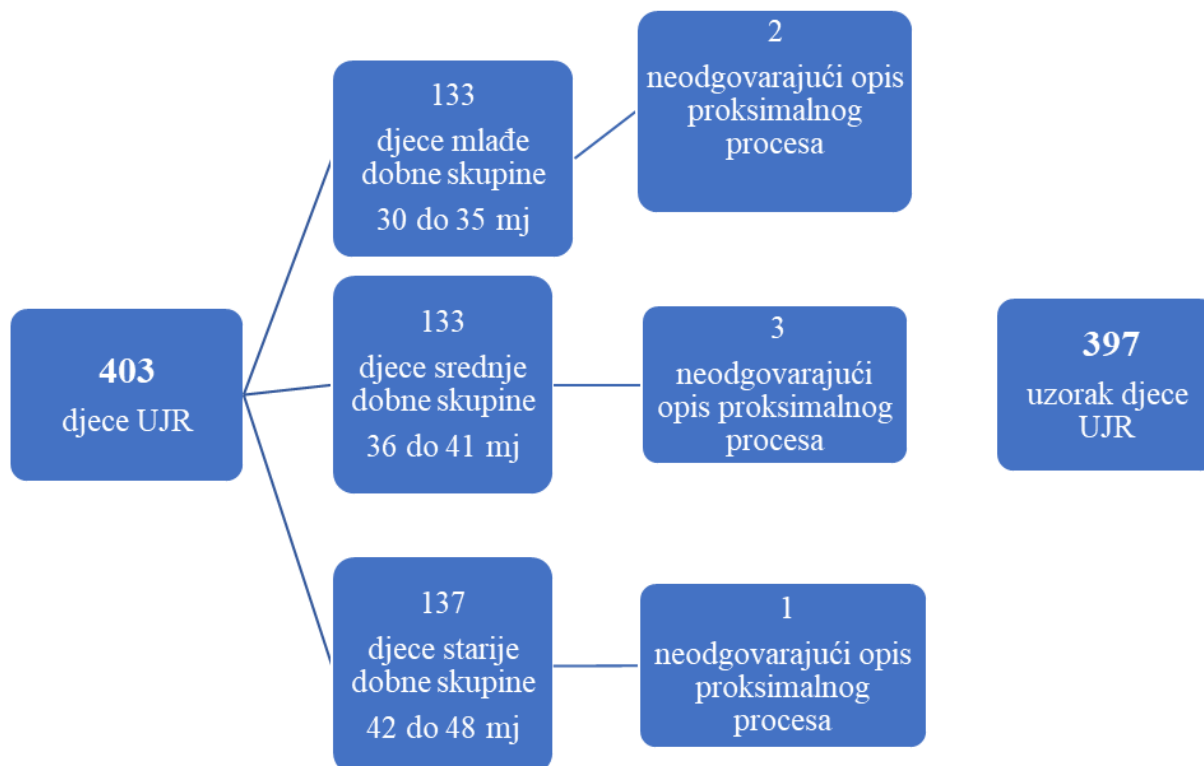 403
djece UJR
133
djece mlađe
dobne skupine
30 do 35 mj
2
neodgovarajući opis
proksimalnog
procesa
133
djece srednje
dobne skupine
36 do 41 mj
3
neodgovarajući
opis proksimalnog
procesa
137
djece starije
dobne skupine
42 do 48 mj
1
neodgovarajući opis
proksimalnog
procesa
397
uzorak djece
UJR